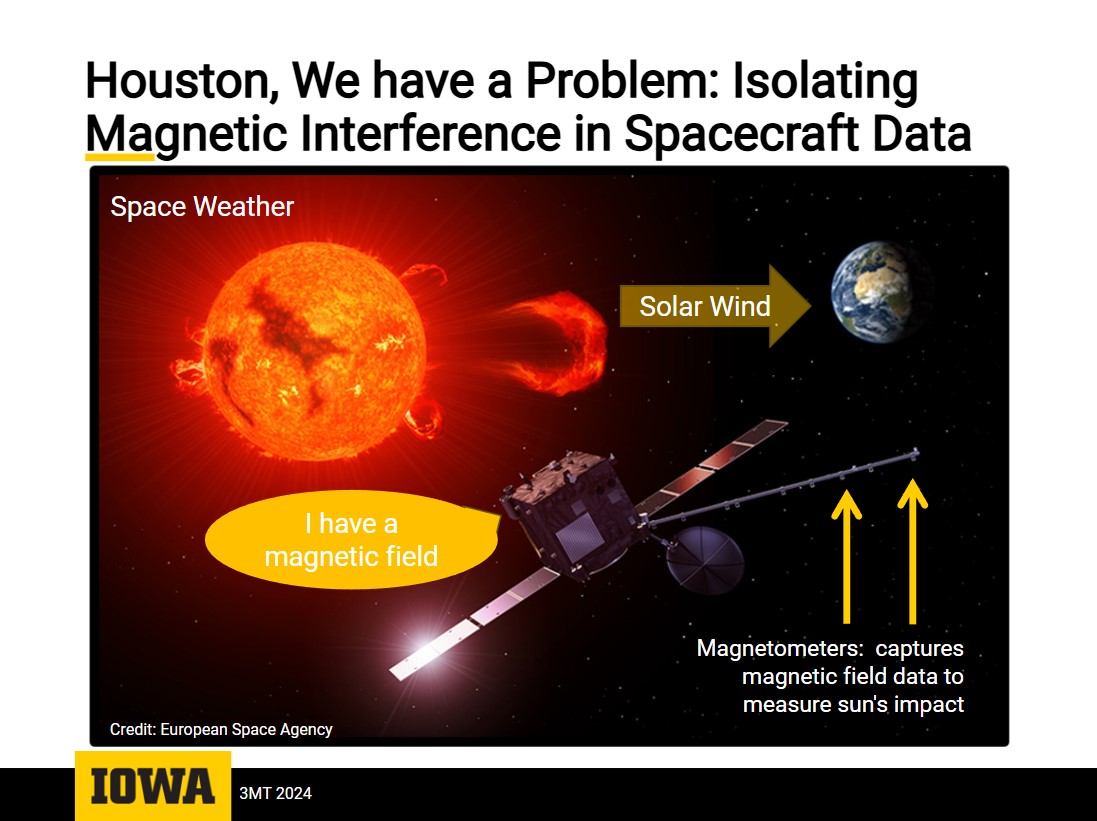 Houston, We have a Problem: Isolating
Magnetic Interference in Spacecraft Data
Space Weather
Solar Wind
I have a
magnetic field
Magnetometers:  captures
magnetic field data to
measure sun's impact
Credit: European Space Agency
IOWA
3MT 2024